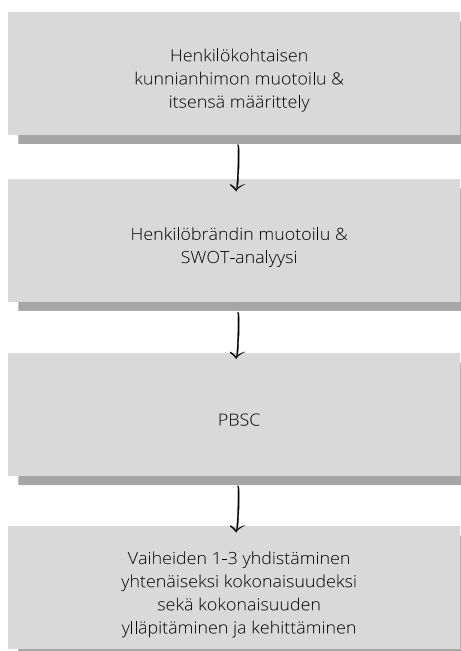 Henkilökohtaisen
kunnianhimon muotoilu &
itsensä määrittely
Henkilöbrändin muotoilu &
SWOT-analyysi
PBSC
Vaiheiden 1-3 yhdistäminen
yhtenäiseksi kokonaisuudeksi
sekä kokonaisuuden
ylläpitäminen ja kehittäminen